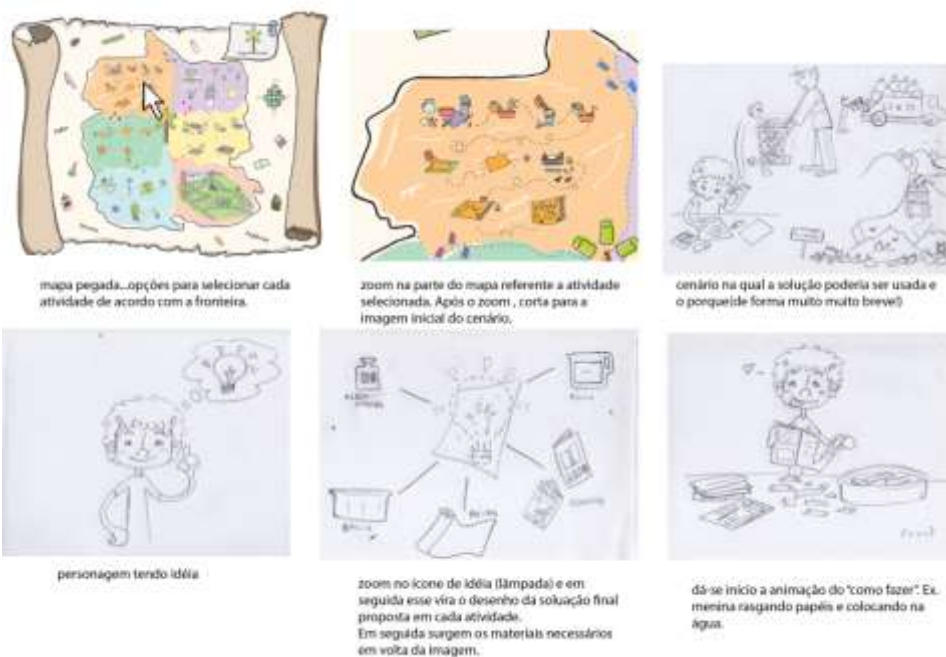 mapa pegada...opções para selecionar cada
atividade de acordo com a fronteira.
zoom na parte do mapa referente a atividade
selecionada. Após o zoom , corta para a
imagem inicial do cenário.
cenário na qual a solução poderia ser usada e
o porque(de forma muito muito breve!)
personagem tendo idéia
zoom no ícone de idéia (lâmpada) e em
seguida esse vira o desenho da soluação final
proposta em cada atividade.
Em seguida surgem os materiais necessários
em volta da imagem.
dá-se inicio a animação do "como fazer". Ex.
menina rasgando papéis e colocando na
água.